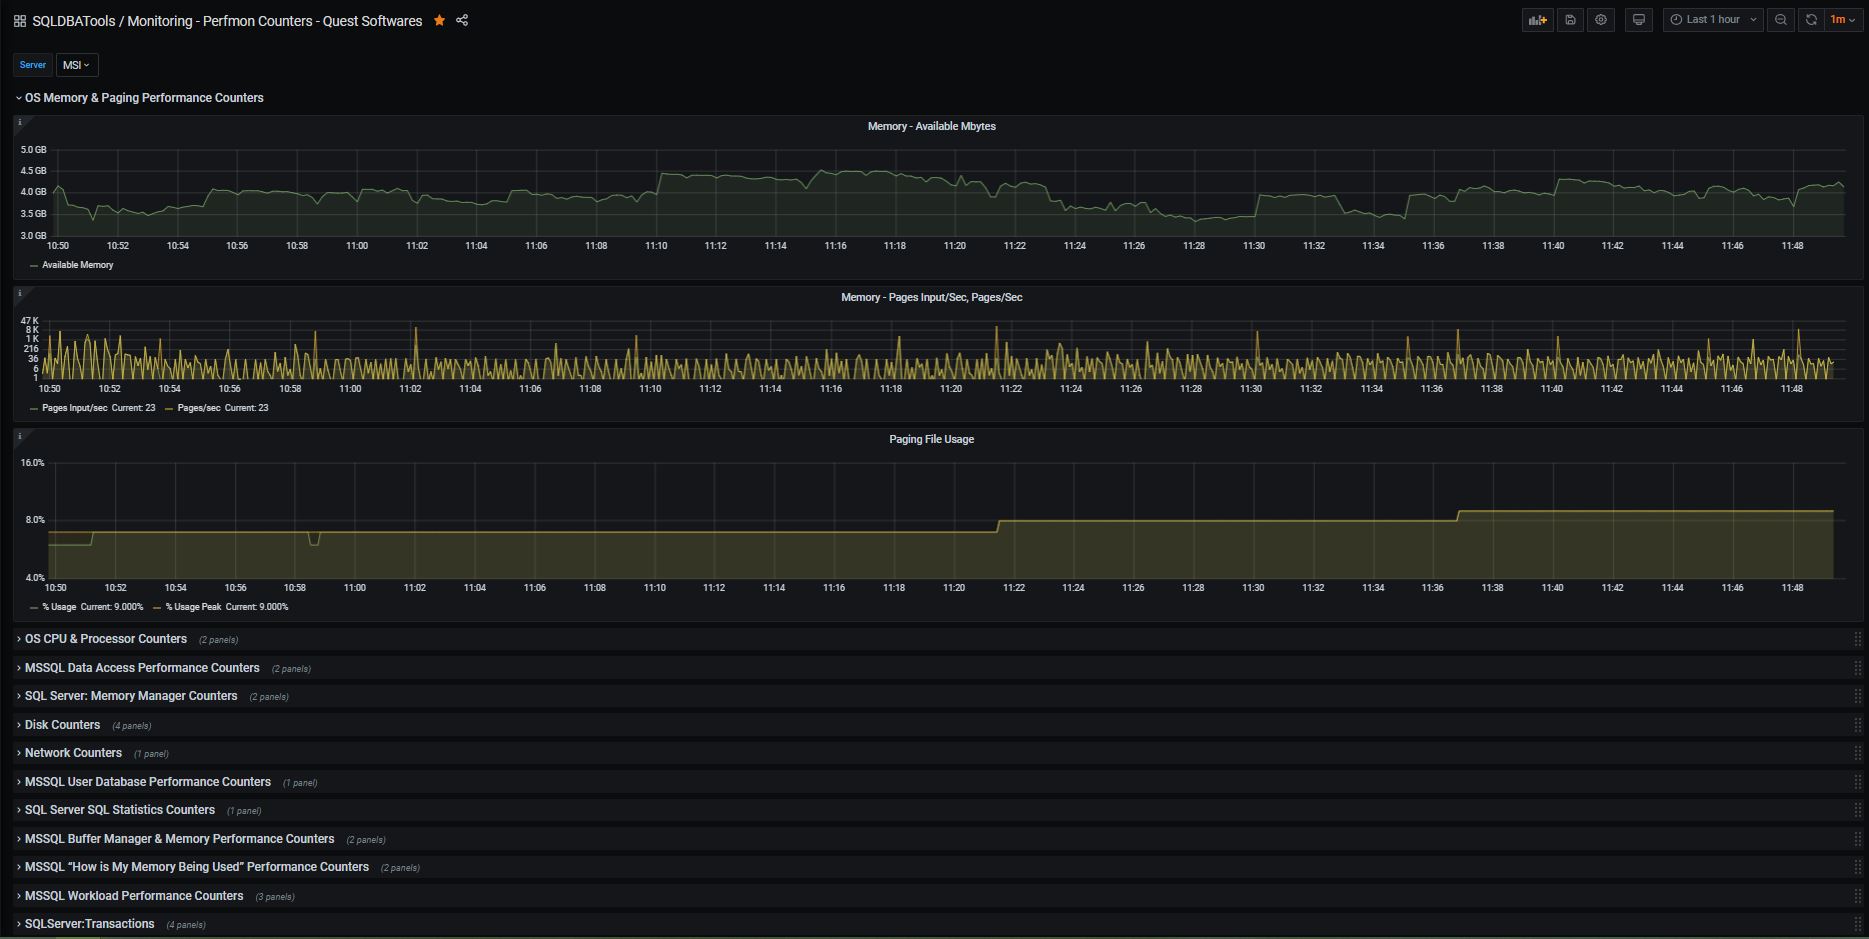 SQLDBATools / Monitoring - Perfmon Counters - Quest Softwares
Last 1 hour
1m
Server MSI
OS Memory & Paging Performance Counters
Memory - Available Mbytes
5.0 GB
4.5 GB
4.0 GB
3.5 GB
3.0 GB
10:50 10:52 10:54 10:56 10:58 11:00 11:02 11:04 11:06 11:08 11:10 11:12 11:14 11:16 11:18 11:20 11:22 11:24 11:26 11:28 11:30 11:32 11:34 11:36 11:38 11:40 11:42 11:44 11:46 11:48
Available Memory
Memory - Pages Input/Sec, Pages/Sec
47 K
8 K
1 K
216
36
6
1
10:50 10:52 10:54 10:56 10:58 11:00 11:02 11:04 11:06 11:08 11:10 11:12 11:14 11:16 11:18 11:20 11:22 11:24 11:26 11:28 11:30 11:32 11:34 11:36 11:38 11:40 11:42 11:44 11:46 11:48
Pages Input/sec Current: 23 Pages/sec Current: 23
Paging File Usage
16.0%
8.0%
4.0%
10:50 10:52 10:54 10:56 10:58 11:00 11:02 11:04 11:06 11:08 11:10 11:12 11:14 11:16 11:18 11:20 11:22 11:24 11:26 11:28 11:30 11:32 11:34 11:36 11:38 11:40 11:42 11:44 11:46 11:48
% Usage Current: 9.000% % Usage Peak Current: 9.000%
OS CPU & Processor Counters (2 panels)
MSSQL Data Access Performance Counters (2 panels)
SQL Server: Memory Manager Counters (2 panels)
Disk Counters (4 panels)
Network Counters (1 panel)
MSSQL User Database Performance Counters (1 panel)
SQL Server SQL Statistics Counters (1 panel)
MSSQL Buffer Manager & Memory Performance Counters (2 panels)
MSSQL “How is My Memory Being Used” Performance Counters (2 panels)
MSSQL Workload Performance Counters (3 panels)
SQLServer:Transactions (4 panels)